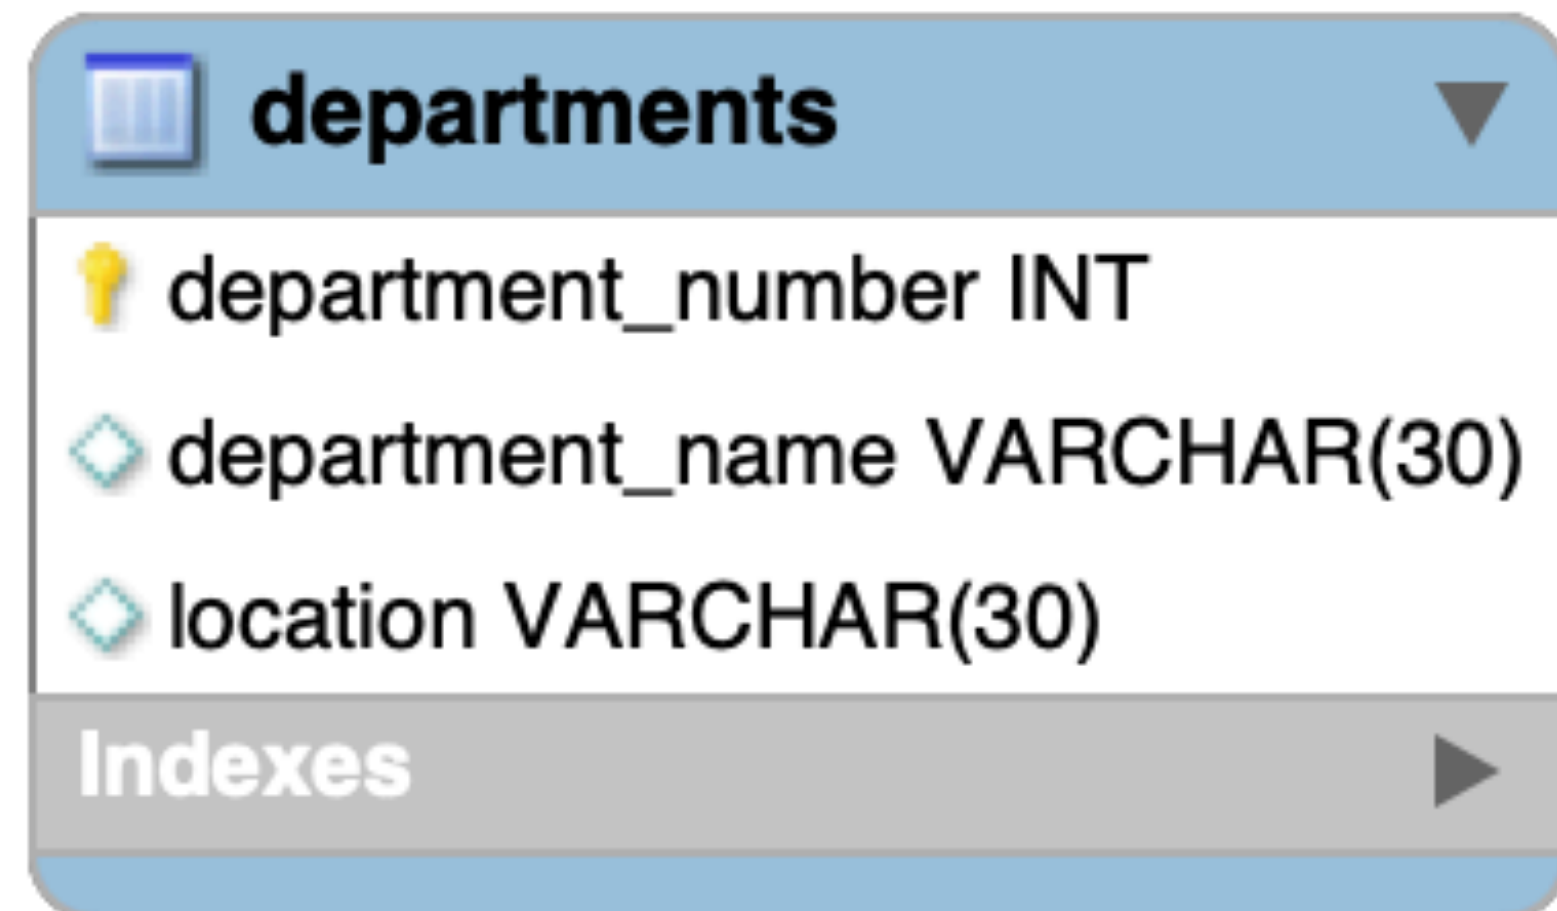 departments
department_number INT
department_name VARCHAR(30)
location VARCHAR(30)
Indexes